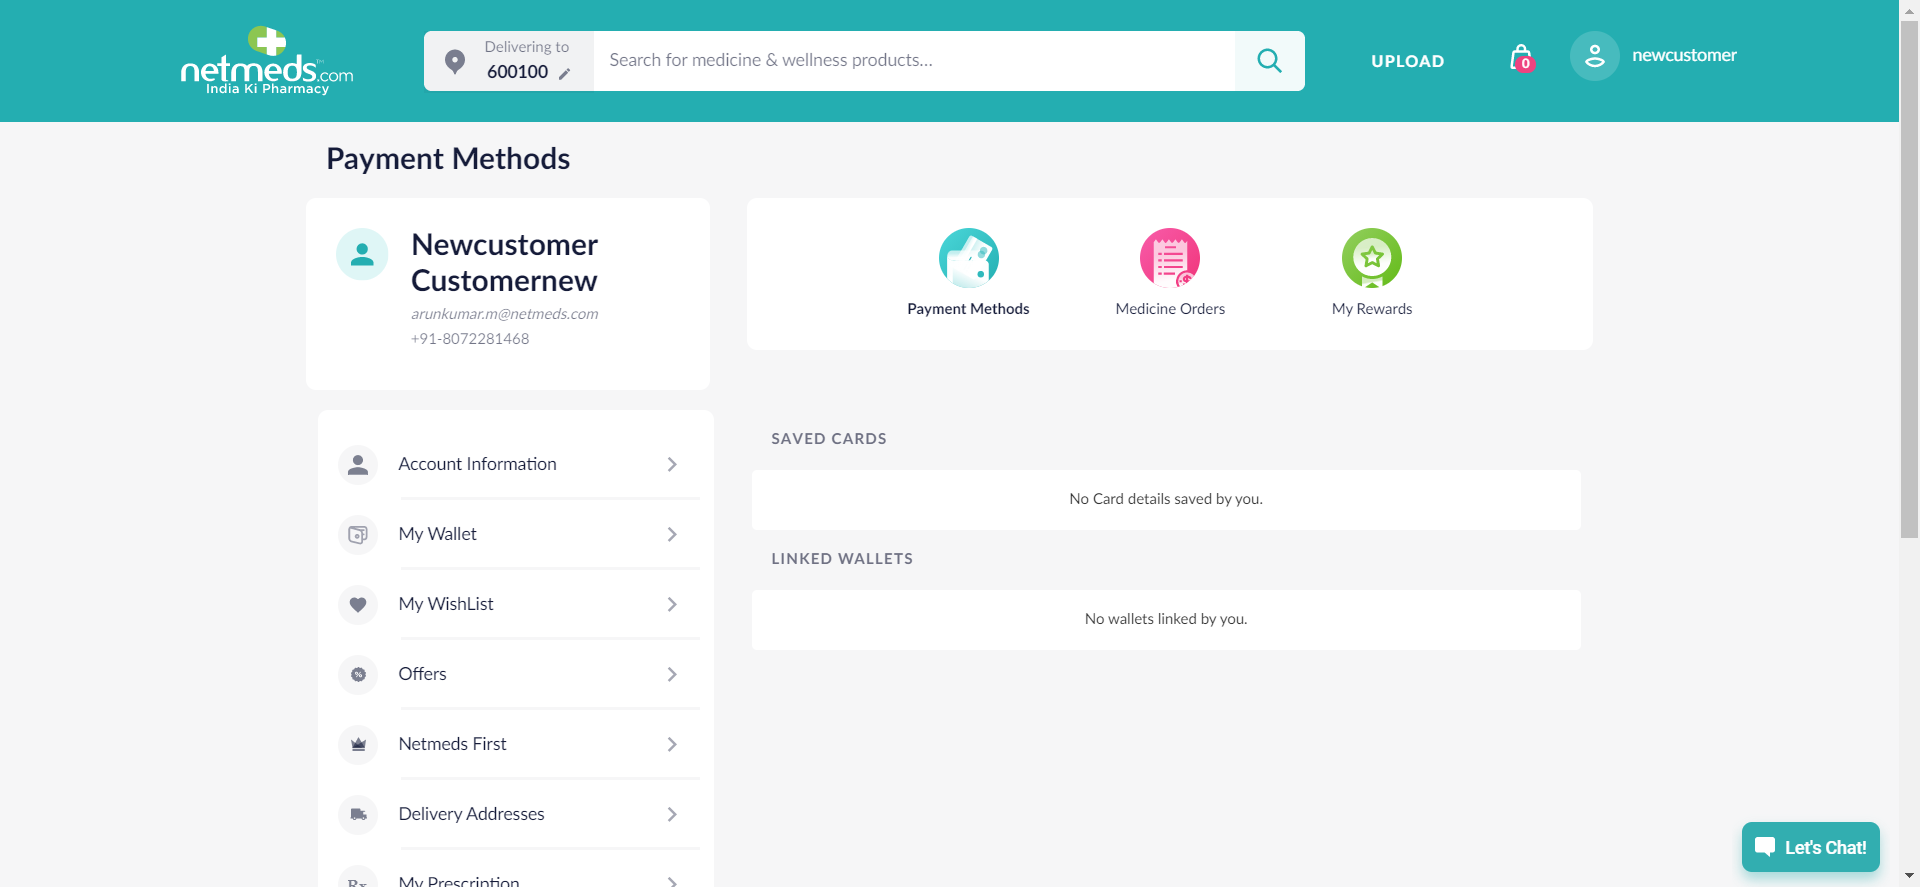 netmeds.com
India Ki Pharmacy
Delivering to
600100
Search for medicine & wellness products...
UPLOAD
0
newcustomer
Payment Methods
Newcustomer
Customernew
arunkumar.m@netmeds.com
+91-8072281468
Payment Methods
Medicine Orders
My Rewards
Account Information
My Wallet
My WishList
Offers
Netmeds First
Delivery Addresses
Rx My Prescription
SAVED CARDS
No Card details saved by you.
LINKED WALLETS
No wallets linked by you.
Let's Chat!